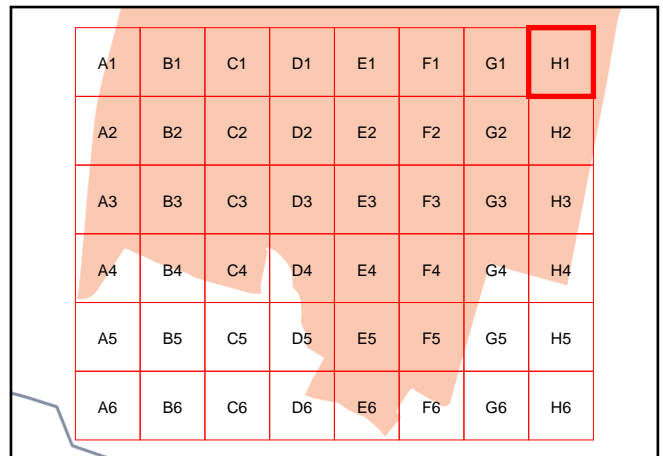 A1 B1 C1 D1 E1 F1 G1 H1
A2 B2 C2 D2 E2 F2 G2 H2
A3 B3 C3 D3 E3 F3 G3 H3
A4 B4 C4 D4 E4 F4 G4 H4
A5 B5 C5 D5 E5 F5 G5 H5
A6 B6 C6 D6 E6 F6 G6 H6